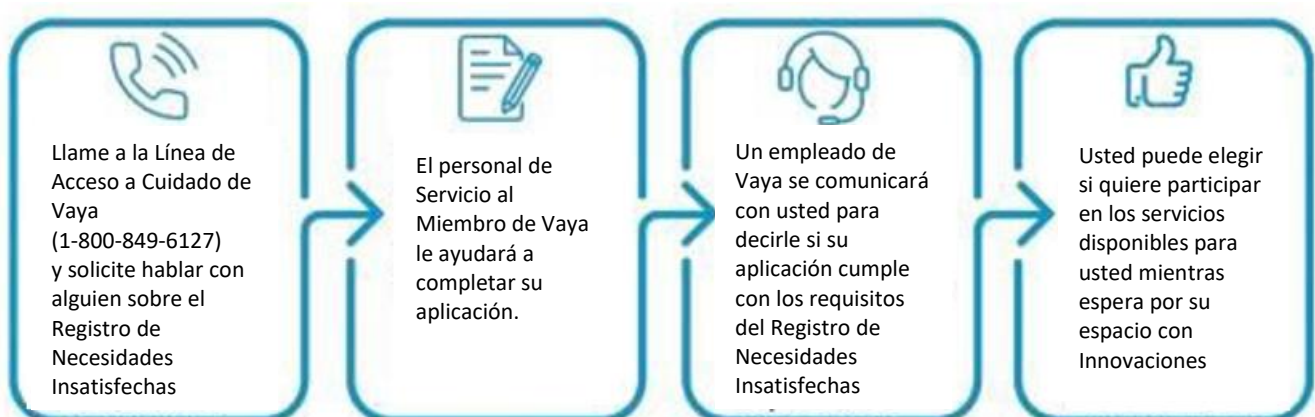 Llame a la Línea de
Acceso a Cuidado de
Vaya
(1-800-849-6127)
y solicite hablar con
alguien sobre el
Registro de
Necesidades
Insatisfechas
El personal de
Servicio al
Miembro de Vaya
le ayudará a
completar su
aplicación.
Un empleado de
Vaya se comunicará
con usted para
decirle si su
aplicación cumple
con los requisitos
del Registro de
Necesidades
Insatisfechas
Usted puede elegir
si quiere participar
en los servicios
disponibles para
usted mientras
espera por su
espacio con
Innovaciones